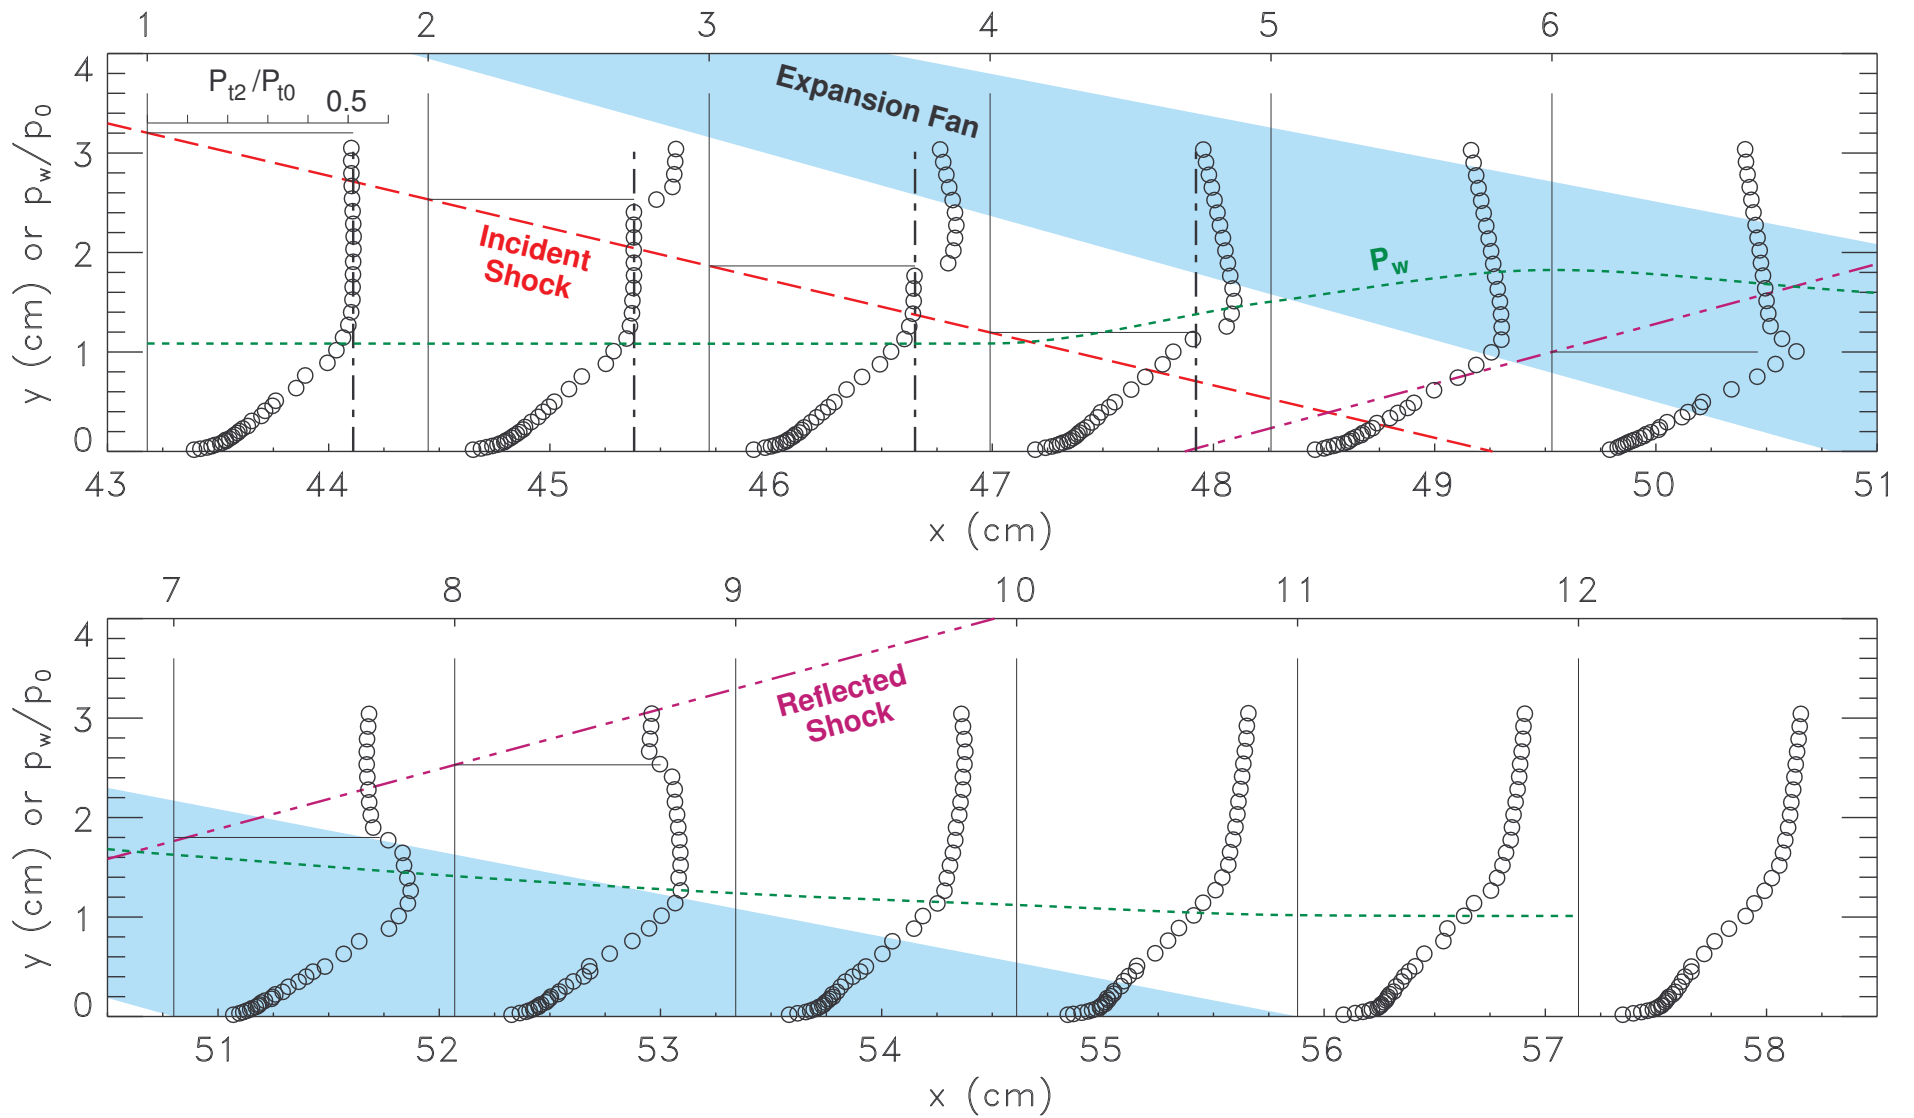 1 2 3 4 5 6
4
3
2
1
0
y (cm) or p_w/p_0
P_t2/P_t0
0.5
Expansion Fan
Incident
Shock
P_w
43 44 45 46 47 48 49 50 51
x (cm)
7 8 9 10 11 12
4
3
2
1
0
y (cm) or p_w/p_0
Reflected
Shock
51 52 53 54 55 56 57 58
x (cm)